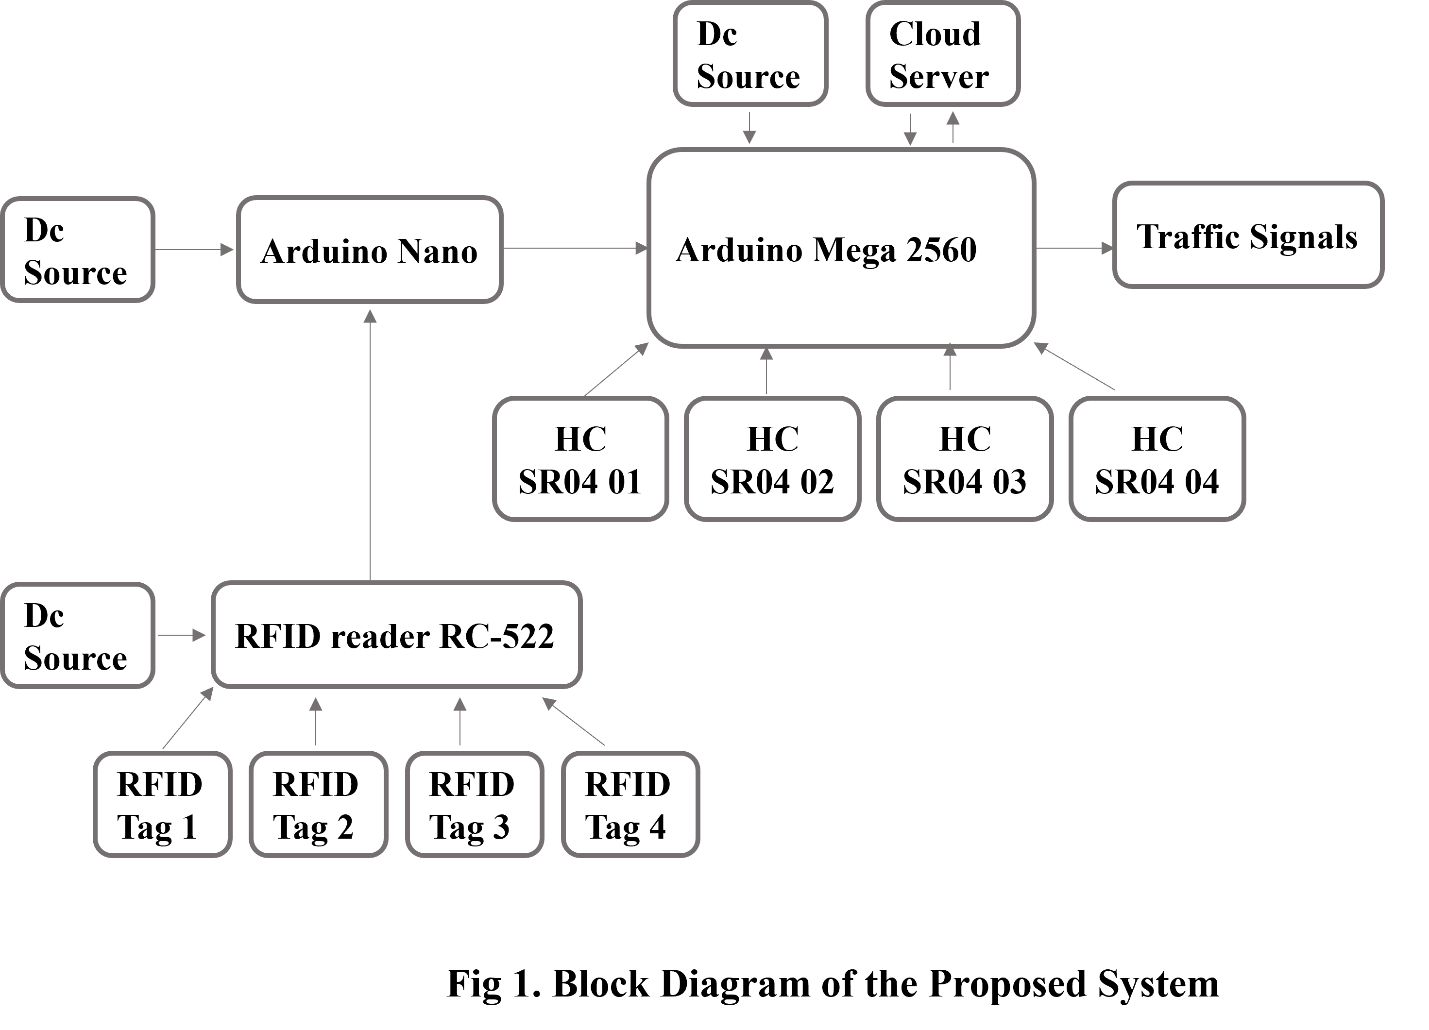 Dc
Source
Cloud
Server
Dc
Source
Arduino Nano
Arduino Mega 2560
Traffic Signals
HC
SR04 01
HC
SR04 02
HC
SR04 03
HC
SR04 04
Dc
Source
RFID reader RC-522
RFID
Tag 1
RFID
Tag 2
RFID
Tag 3
RFID
Tag 4
Fig 1. Block Diagram of the Proposed System